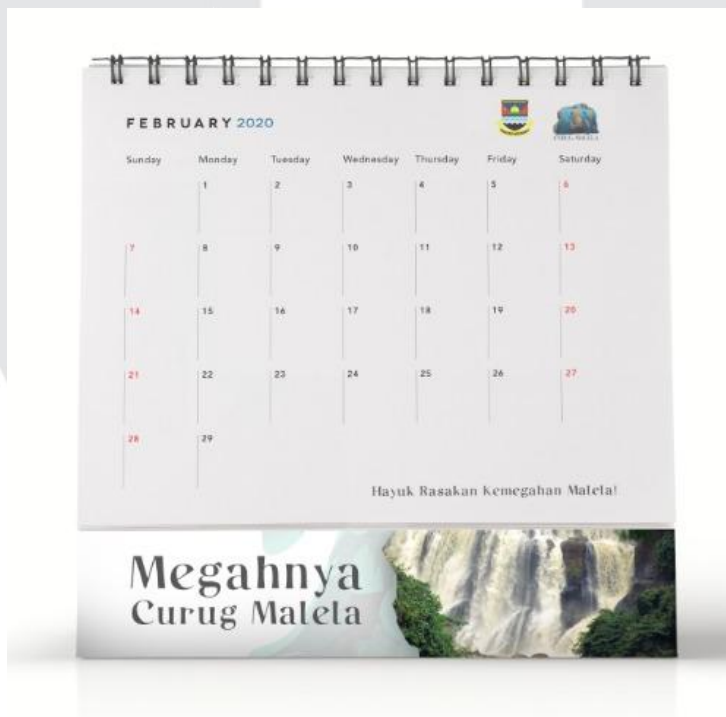 FEBRUARY 2020
Sunday Monday Tuesday Wednesday Thursday Friday Saturday
1 2 3 4 5 6
7 8 9 10 11 12 13
14 15 16 17 18 19 20
21 22 23 24 25 26 27
28 29
Hayuk Rasakan Kemegahan Malela!
Megahnya
Curug Malela